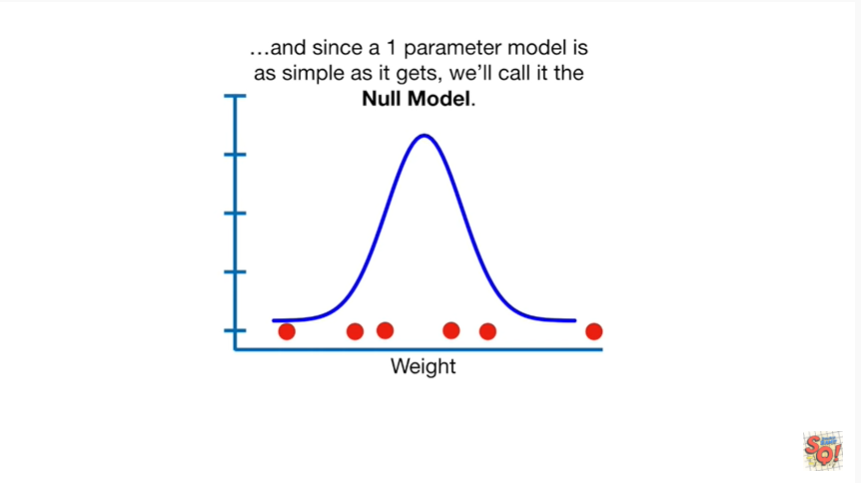 ...and since a 1 parameter model is
as simple as it gets, we'll call it the
Null Model.
Weight